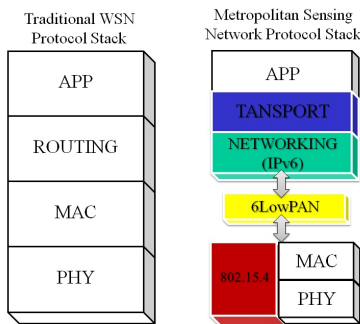 Traditional WSN
Protocol Stack
APP
ROUTING
MAC
PHY
Metropolitan Sensing
Network Protocol Stack
APP
TANSPORT
NETWORKING
(IPv6)
6LowPAN
802.15.4
MAC
PHY